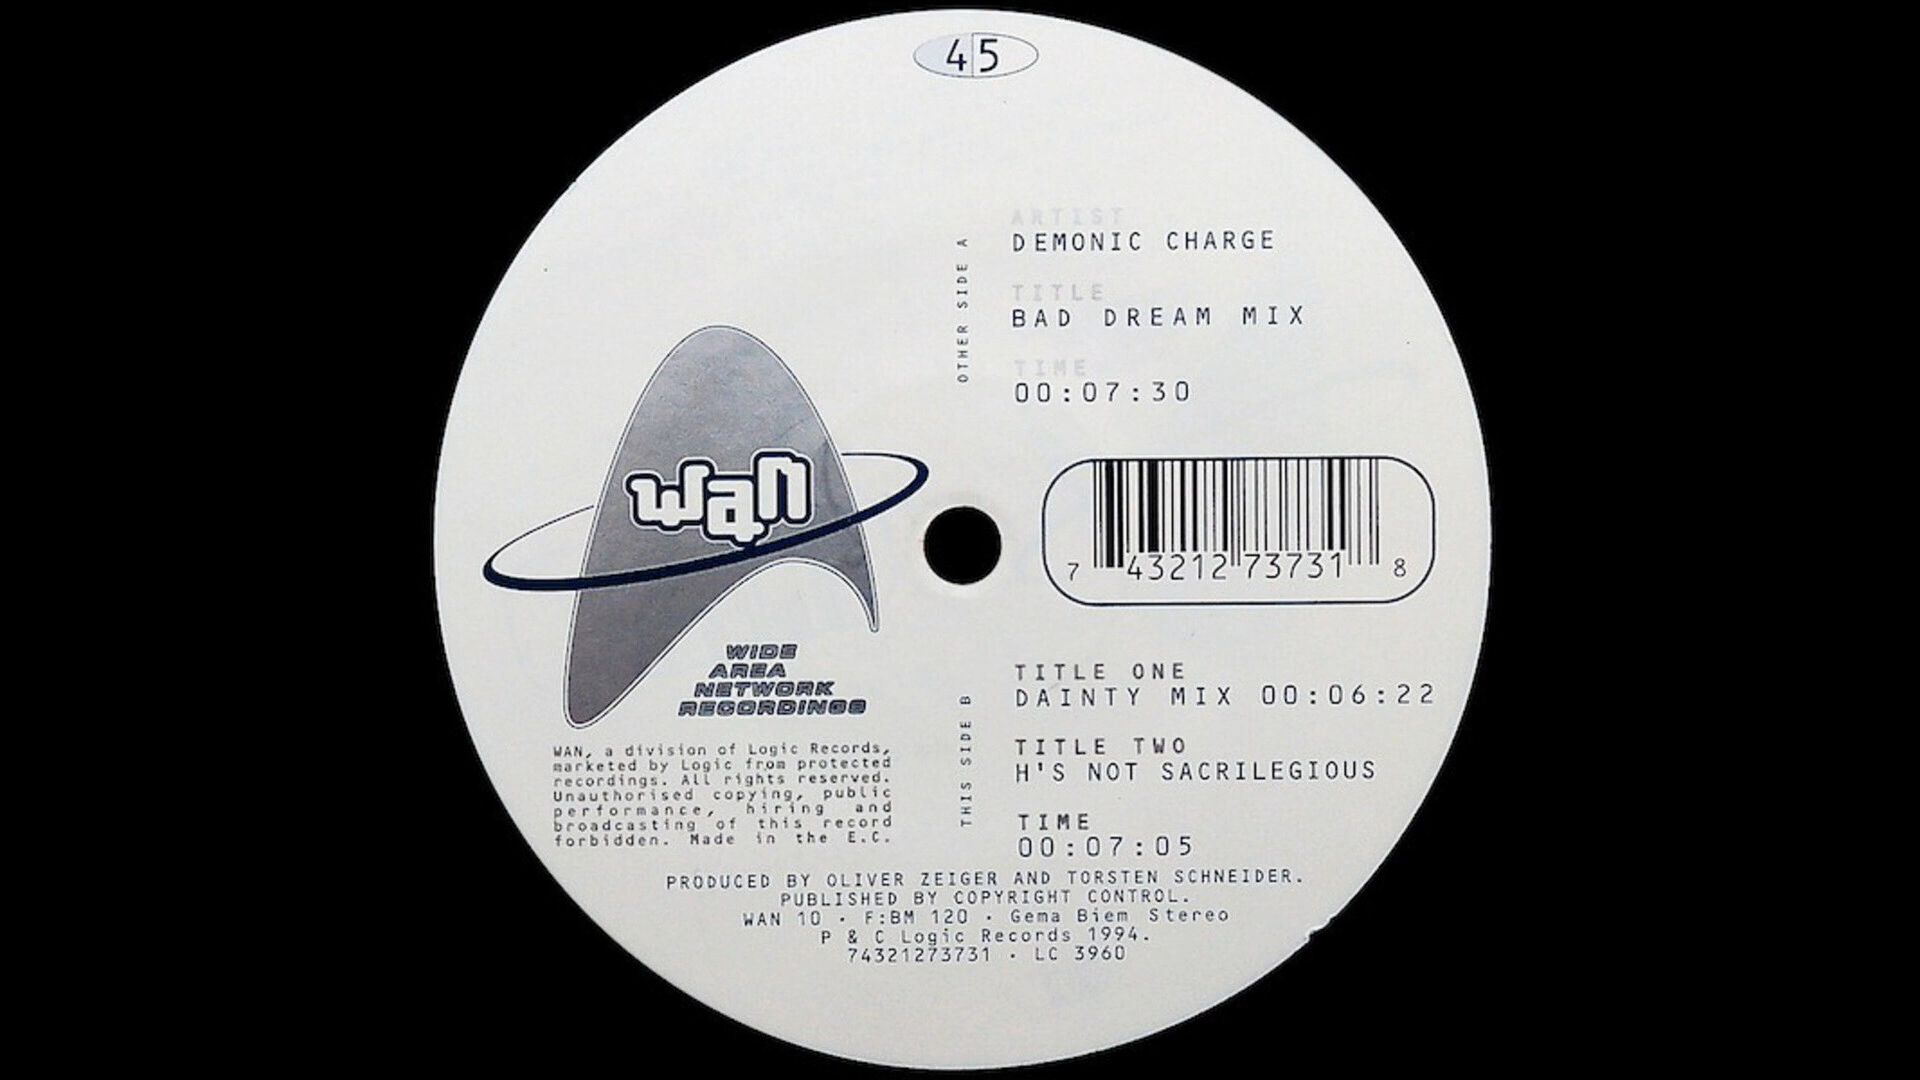 45
OTHER SIDE A
ARTIST
DEMONIC CHARGE
TITLE
BAD DREAM MIX
TIME
00:07:30
wan
7 43212 73731 8
WIDE
AREA
NETWORK
RECORDINGS
THIS SIDE B
TITLE ONE
DAINTY MIX 00:06:22
TITLE TWO
H'S NOT SACRILEGIOUS
TIME
00:07:05
WAN, a division of Logic Records,
marketed by Logic from protected
recordings. All rights reserved.
Unauthorised copying, public
performance, hiring and
broadcasting of this record
forbidden. Made in the E.C.
PRODUCED BY OLIVER ZEIGER AND TORSTEN SCHNEIDER.
PUBLISHED BY COPYRIGHT CONTROL.
WAN 10 · F:BM 120 · Gema Biem Stereo
P & C Logic Records 1994.
74321273731 · LC 3960